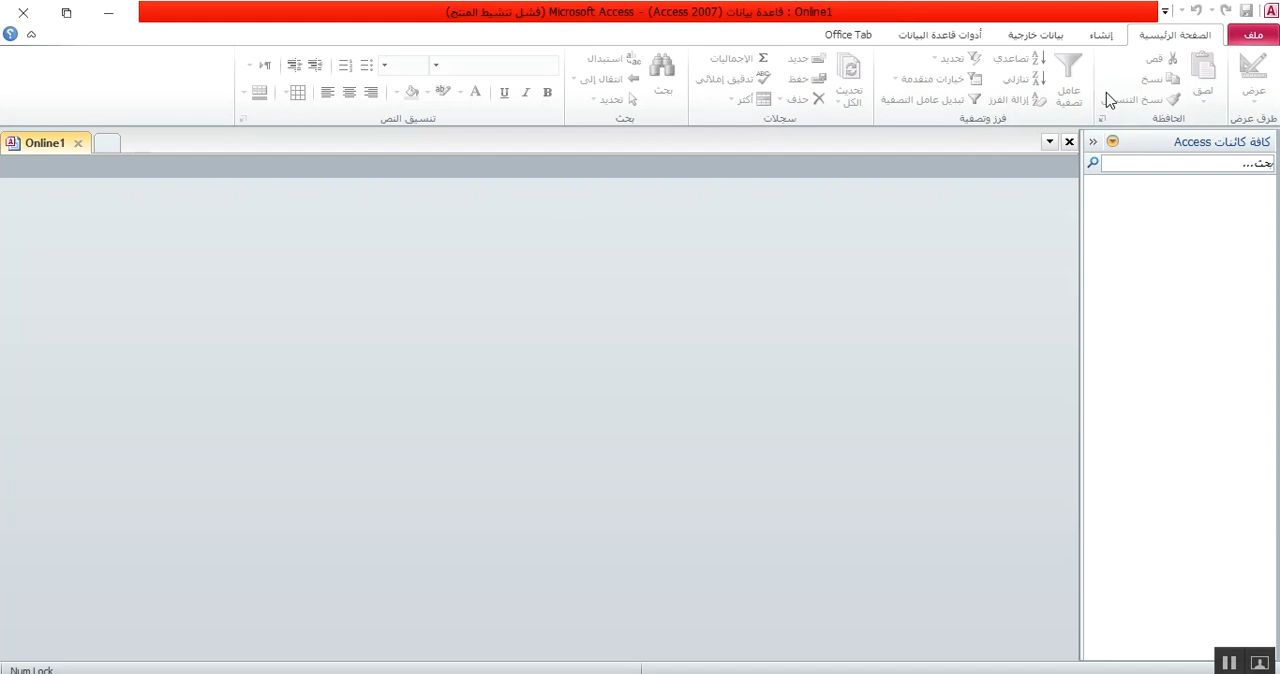 Online1 : قاعدة بيانات (Access 2007) - Microsoft Access (فشل تنشيط المنتج)
ملف الصفحة الرئيسية إنشاء بيانات خارجية أدوات قاعدة البيانات Office Tab
عرض
طرق عرض
لصق
قص
نسخ
نسخ التنسيق
الحافظة
عامل تصفية
تصاعدي
تنازلي
إزالة الفرز
تحديد
خيارات متقدمة
تبديل عامل التصفية
فرز وتصفية
تحديث الكل
جديد
حفظ
حذف
الإجماليات
تدقيق إملائي
أكثر
سجلات
بحث
استبدال
انتقال إلى
تحديد
بحث
B I U A
تنسيق النص
كافة كائنات Access
بحث...
Online1
Num Lock